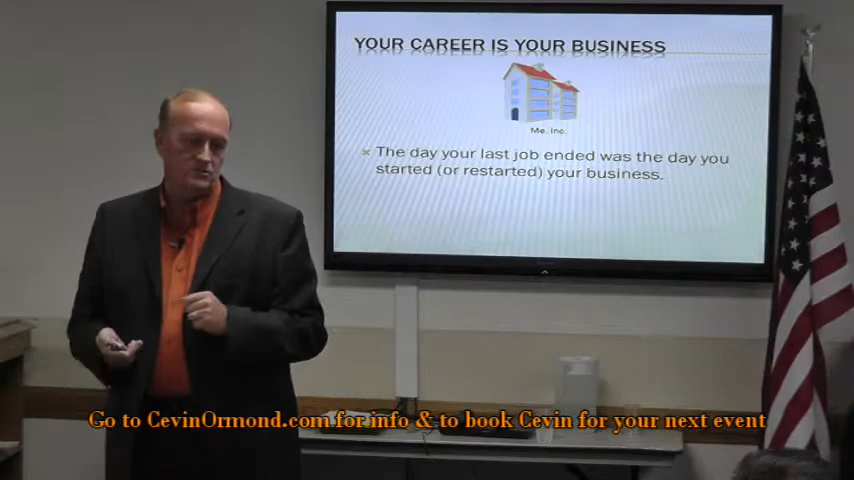 YOUR CAREER IS YOUR BUSINESS
Me, Inc.
× The day your last job ended was the day you
started (or restarted) your business.
Go to CevinOrmond.com for info & to book Cevin for your next event